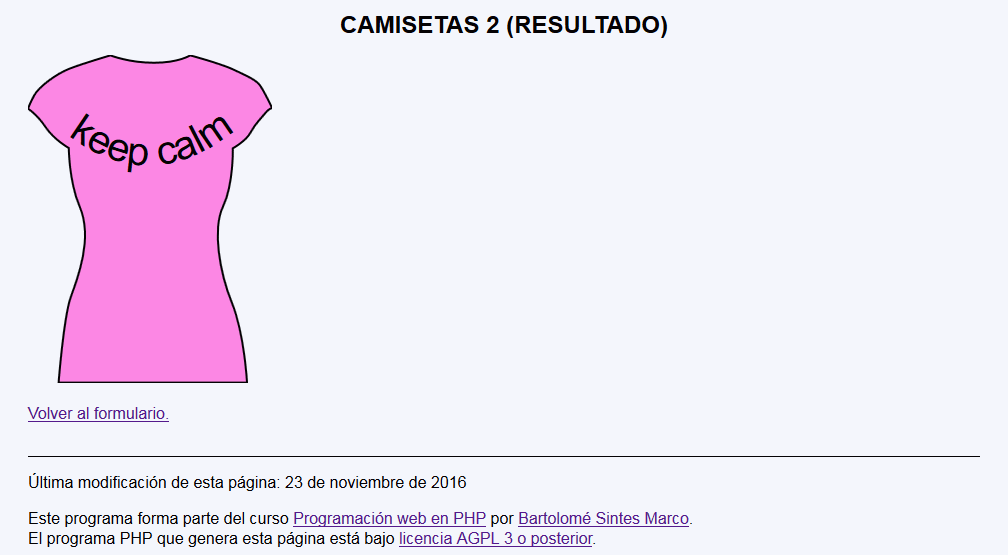 CAMISETAS 2 (RESULTADO)
keep calm
Volver al formulario.
Última modificación de esta página: 23 de noviembre de 2016
Este programa forma parte del curso Programación web en PHP por Bartolomé Sintes Marco.
El programa PHP que genera esta página está bajo licencia AGPL 3 o posterior.